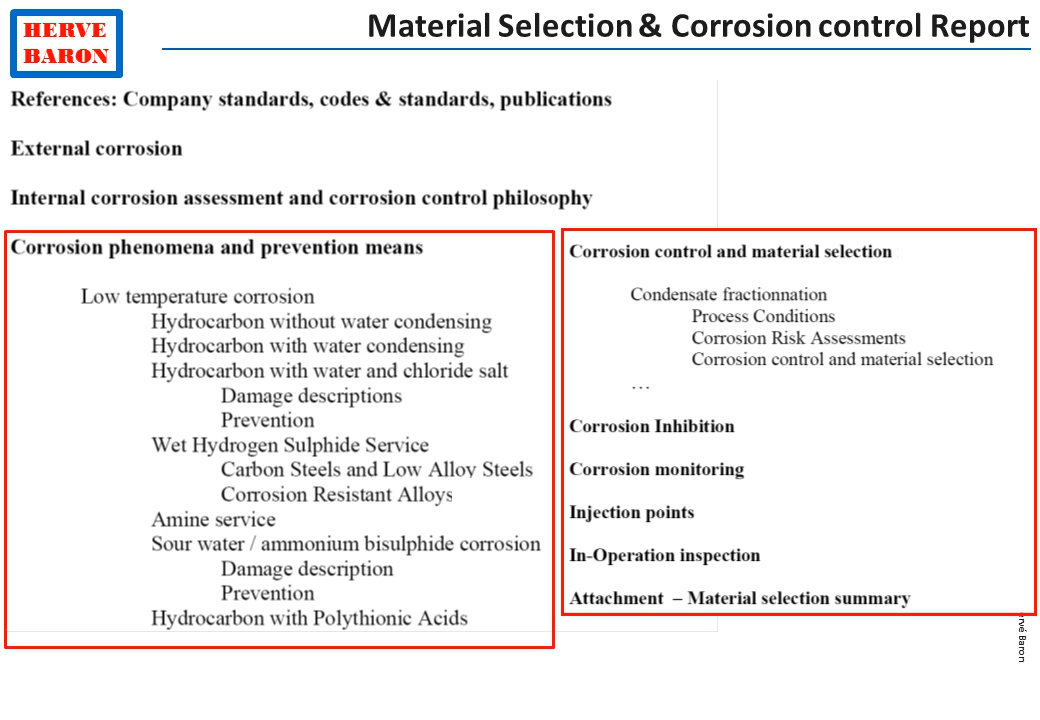 HERVE
BARON
Material Selection & Corrosion control Report
References: Company standards, codes & standards, publications
External corrosion
Internal corrosion assessment and corrosion control philosophy
Corrosion phenomena and prevention means
Low temperature corrosion
Hydrocarbon without water condensing
Hydrocarbon with water condensing
Hydrocarbon with water and chloride salt
Damage descriptions
Prevention
Wet Hydrogen Sulphide Service
Carbon Steels and Low Alloy Steels
Corrosion Resistant Alloys
Amine service
Sour water / ammonium bisulphide corrosion
Damage description
Prevention
Hydrocarbon with Polythionic Acids
Corrosion control and material selection
Condensate fractionnation
Process Conditions
Corrosion Risk Assessments
Corrosion control and material selection
…
Corrosion Inhibition
Corrosion monitoring
Injection points
In-Operation inspection
Attachment – Material selection summary
Baron